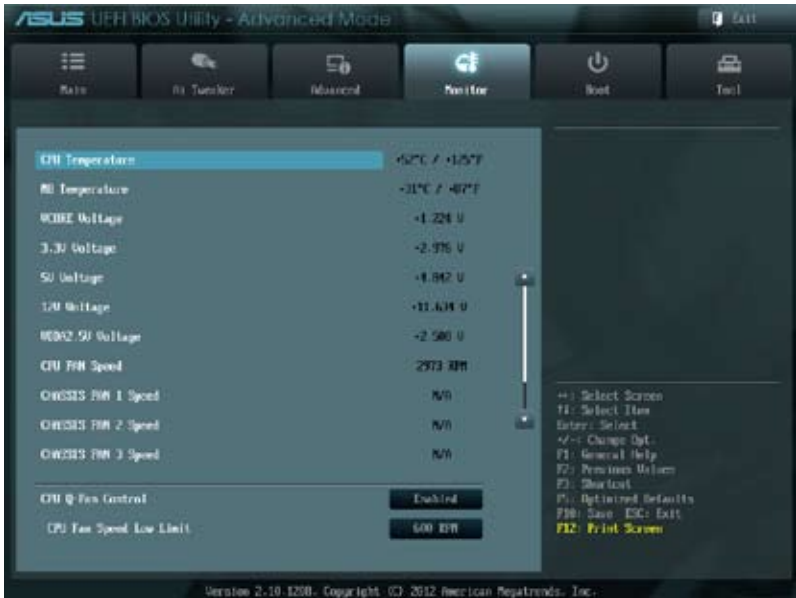 ASUS UEFI BIOS Utility - Advanced Mode
Exit
Main
Ai Tweaker
Advanced
Monitor
Boot
Tool
CPU Temperature +52°C / +125°F
MB Temperature +31°C / +87°F
VCORE Voltage +1.224 V
3.3V Voltage +2.976 V
5V Voltage +4.842 V
12V Voltage +11.634 V
VDDA2.5V Voltage +2.508 V
CPU FAN Speed 2973 RPM
CHASSIS FAN 1 Speed N/A
CHASSIS FAN 2 Speed N/A
CHASSIS FAN 3 Speed N/A
CPU Q-Fan Control Enabled
CPU Fan Speed Low Limit 600 RPM
→←: Select Screen
↑↓: Select Item
Enter: Select
+/-: Change Opt.
F1: General Help
F2: Previous Values
F3: Shortcut
F5: Optimized Defaults
F10: Save ESC: Exit
F12: Print Screen
Version 2.10.1208. Copyright (C) 2012 American Megatrends, Inc.